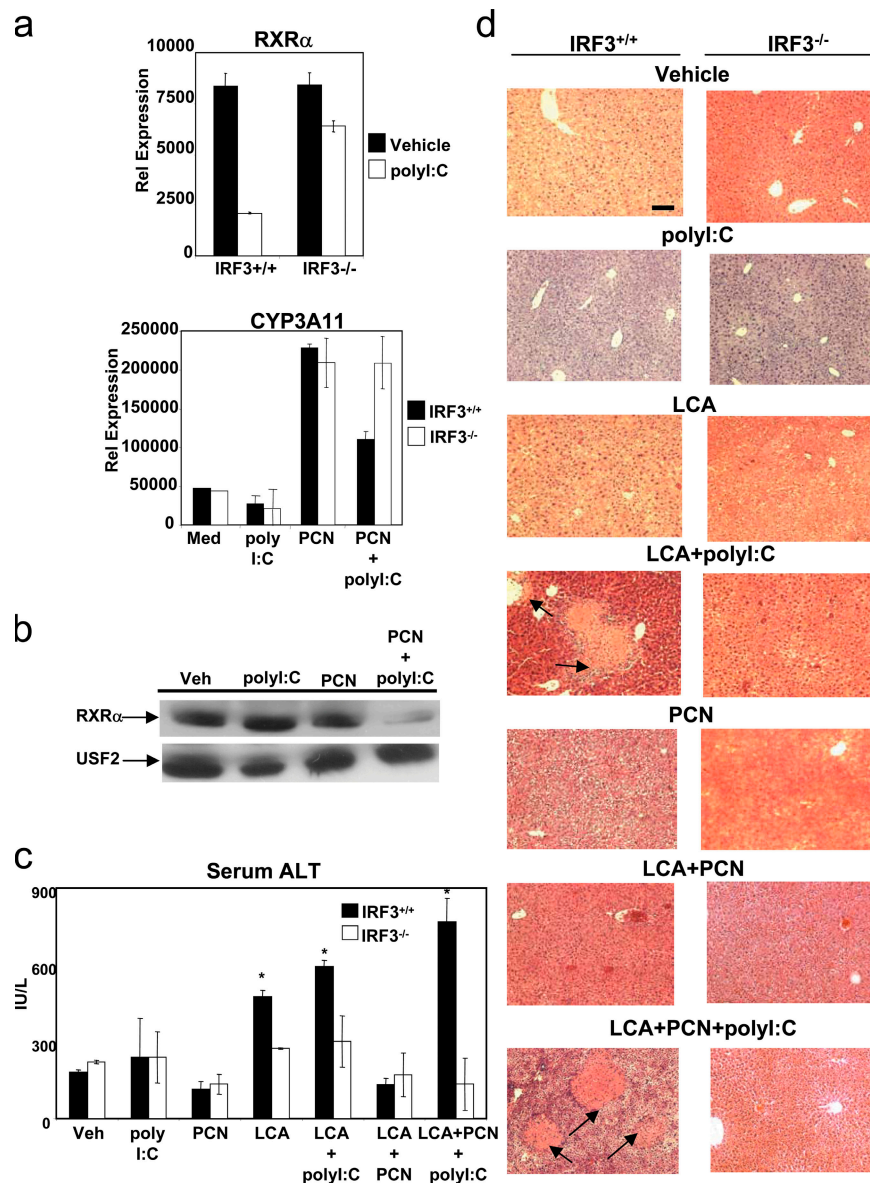 a
RXRα
10000
7500
5000
2500
0
Rel Expression
Vehicle
polyI:C
IRF3+/+ IRF3-/-
CYP3A11
250000
200000
150000
100000
50000
0
Rel Expression
IRF3+/+
IRF3-/-
Med poly I:C PCN PCN + polyI:C
b
Veh polyI:C PCN PCN + polyI:C
RXRα
USF2
c
Serum ALT
900
600
300
0
IU/L
IRF3+/+
IRF3-/-
* * *
Veh poly I:C PCN LCA LCA + polyI:C LCA + PCN LCA+PCN + polyI:C
d
IRF3+/+ IRF3-/-
Vehicle
polyI:C
LCA
LCA+polyI:C
PCN
LCA+PCN
LCA+PCN+polyI:C